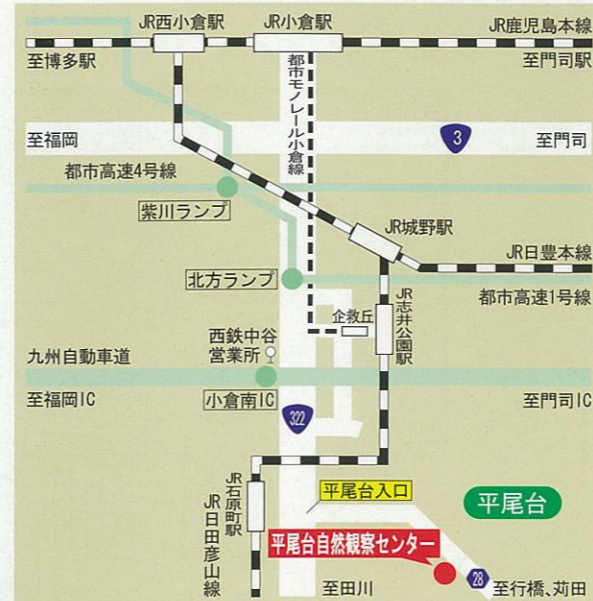 JR西小倉駅
JR小倉駅
JR鹿児島本線
至博多駅
至門司駅
都市モノレール小倉線
至福岡
3
至門司
都市高速4号線
紫川ランプ
JR城野駅
JR日豊本線
北方ランプ
都市高速1号線
企救丘
JR志井公園駅
西鉄中谷
営業所
九州自動車道
至福岡IC
小倉南IC
至門司IC
322
平尾台入口
平尾台
JR石原町駅
JR日田彦山線
平尾台自然観察センター
28
至田川
至行橋、苅田